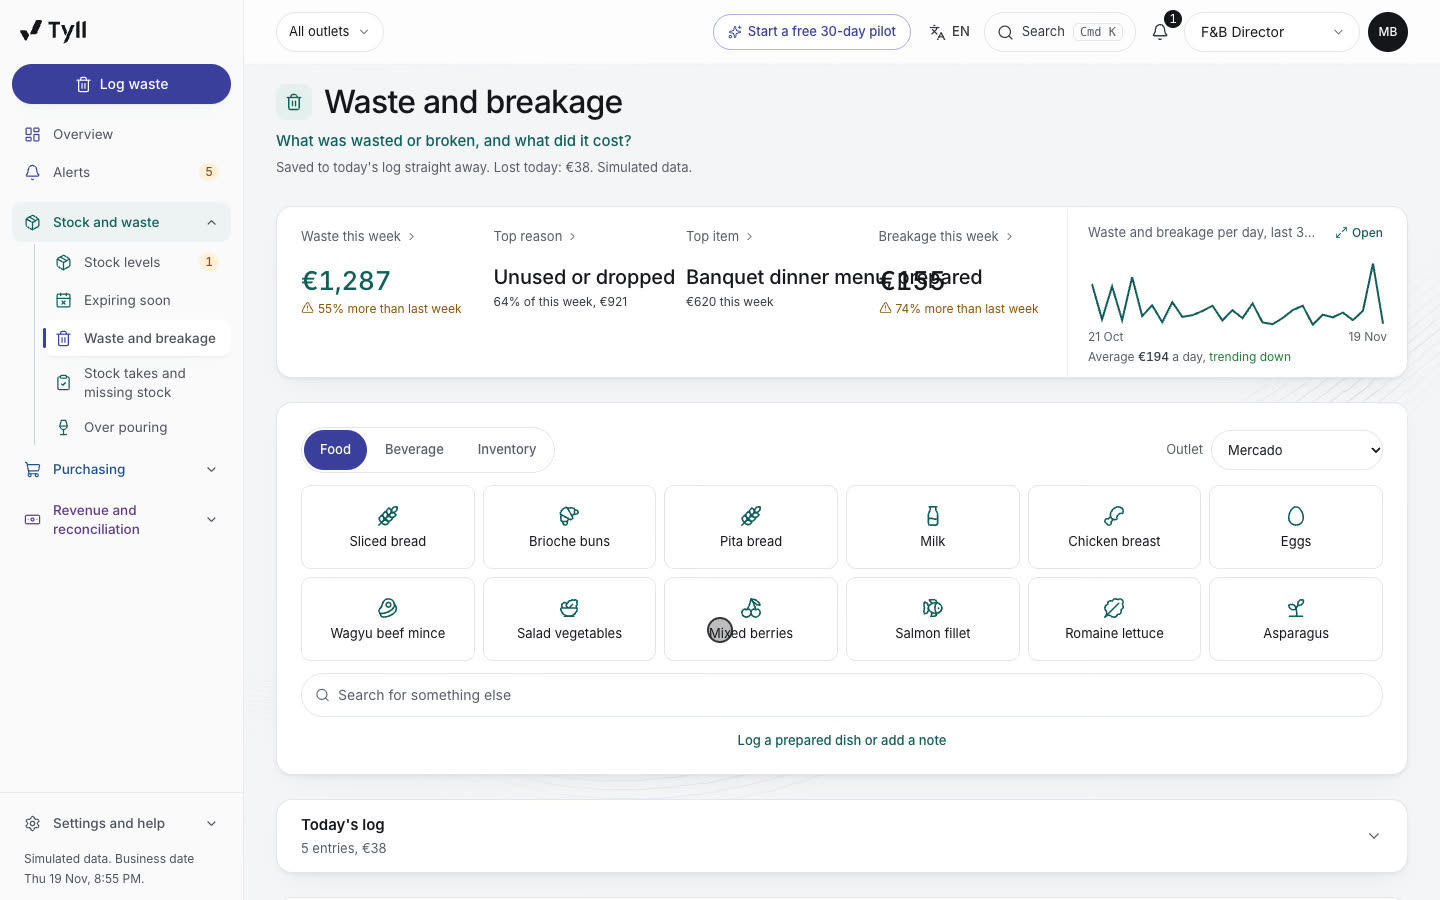 Tyll
All outlets
Start a free 30-day pilot
EN
Search
Cmd K
1
F&B Director
MB
Log waste
Overview
Alerts
5
Stock and waste
Stock levels
1
Expiring soon
Waste and breakage
Stock takes and
missing stock
Over pouring
Purchasing
Revenue and
reconciliation
Settings and help
Simulated data. Business date
Thu 19 Nov, 8:55 PM.
Waste and breakage
What was wasted or broken, and what did it cost?
Saved to today's log straight away. Lost today: €38. Simulated data.
Waste this week
€1,287
55% more than last week
Top reason
Unused or dropped
64% of this week, €921
Top item
Banquet dinner menu, prepared
€620 this week
Breakage this week
€155
74% more than last week
Waste and breakage per day, last 3...
Open
21 Oct
19 Nov
Average €194 a day, trending down
Food
Beverage
Inventory
Outlet
Mercado
Sliced bread
Brioche buns
Pita bread
Milk
Chicken breast
Eggs
Wagyu beef mince
Salad vegetables
Mixed berries
Salmon fillet
Romaine lettuce
Asparagus
Search for something else
Log a prepared dish or add a note
Today's log
5 entries, €38